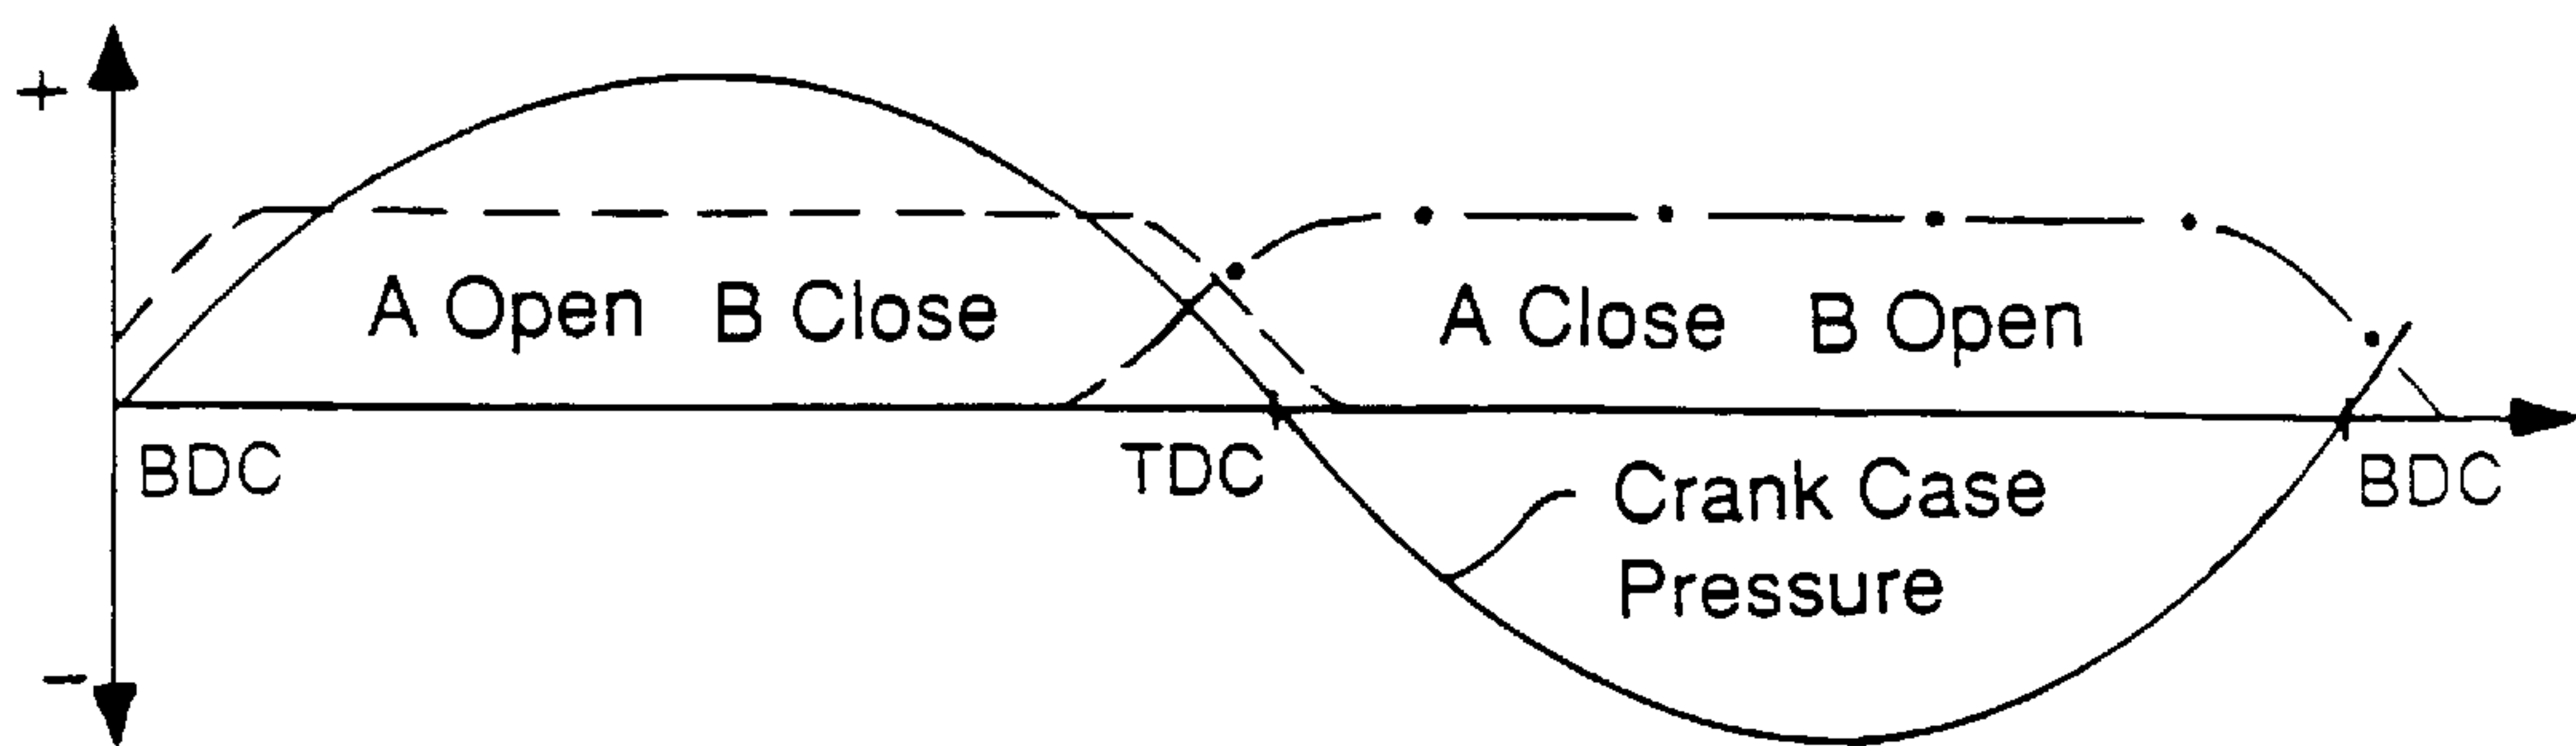 +
A Open B Close
A Close B Open
BDC
TDC
BDC
Crank Case
Pressure
-